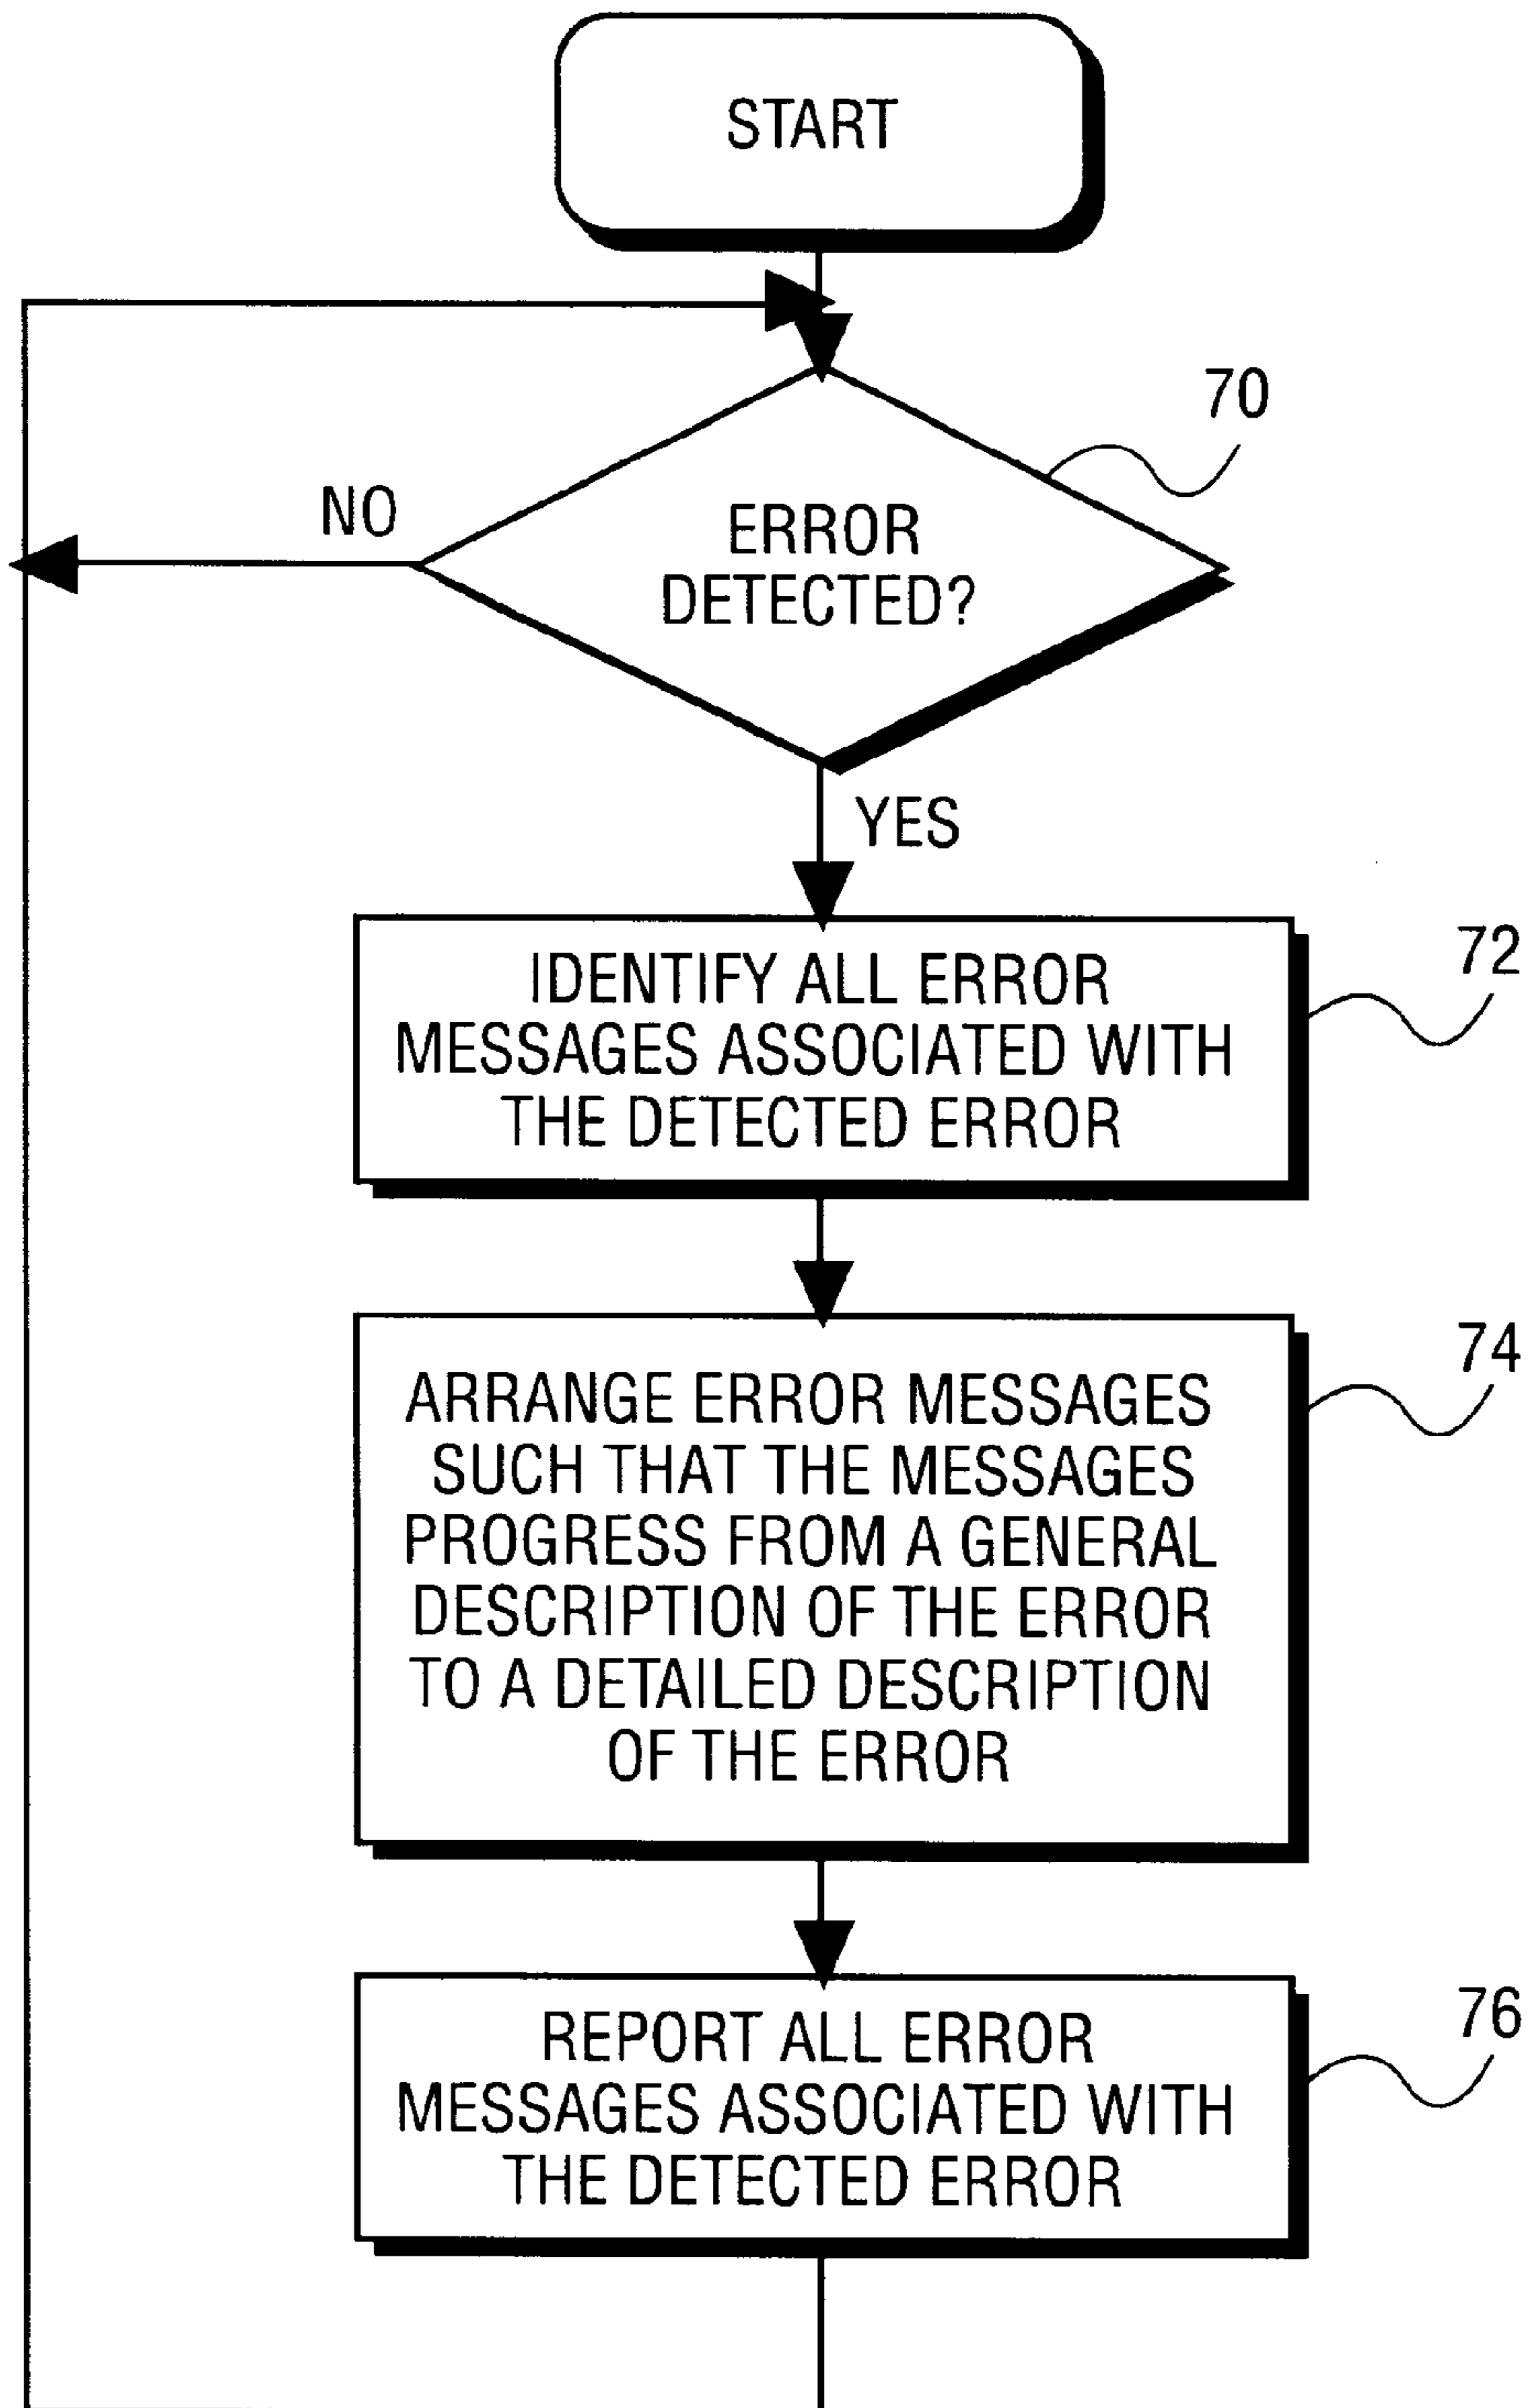 START
70
NO
ERROR
DETECTED?
YES
72
IDENTIFY ALL ERROR
MESSAGES ASSOCIATED WITH
THE DETECTED ERROR
74
ARRANGE ERROR MESSAGES
SUCH THAT THE MESSAGES
PROGRESS FROM A GENERAL
DESCRIPTION OF THE ERROR
TO A DETAILED DESCRIPTION
OF THE ERROR
76
REPORT ALL ERROR
MESSAGES ASSOCIATED WITH
THE DETECTED ERROR